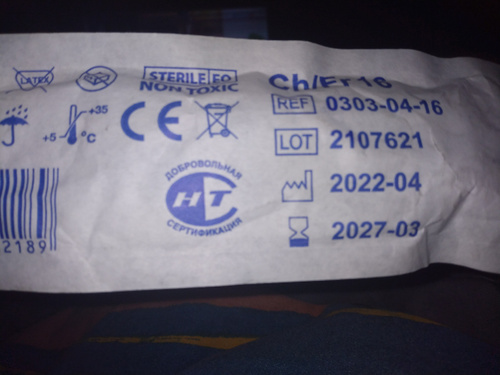 LATEX
STERILE EO
NON TOXIC
Ch/Fr 16
REF 0303-04-16
+35
+5 °C
CE
LOT 2107621
ДОБРОВОЛЬНАЯ
НТ
СЕРТИФИКАЦИЯ
2022-04
2027-03
2189